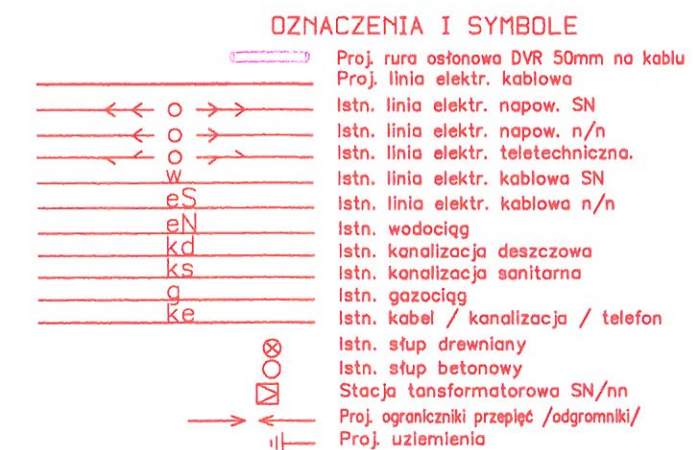 OZNACZENIA I SYMBOLE
Proj. rura osłonowa DVR 50mm na kablu
Proj. linia elektr. kablowa
Istn. linia elektr. napow. SN
Istn. linia elektr. napow. n/n
Istn. linia elektr. teletechniczna.
w Istn. linia elektr. kablowa SN
eS Istn. linia elektr. kablowa n/n
eN Istn. wodociąg
kd Istn. kanalizacja deszczowa
ks Istn. kanalizacja sanitarna
g Istn. gazociąg
ke Istn. kabel / kanalizacja / telefon
Istn. słup drewniany
Istn. słup betonowy
Stacja tansformatorowa SN/nn
Proj. ograniczniki przepięć /odgromniki/
Proj. uziemienia